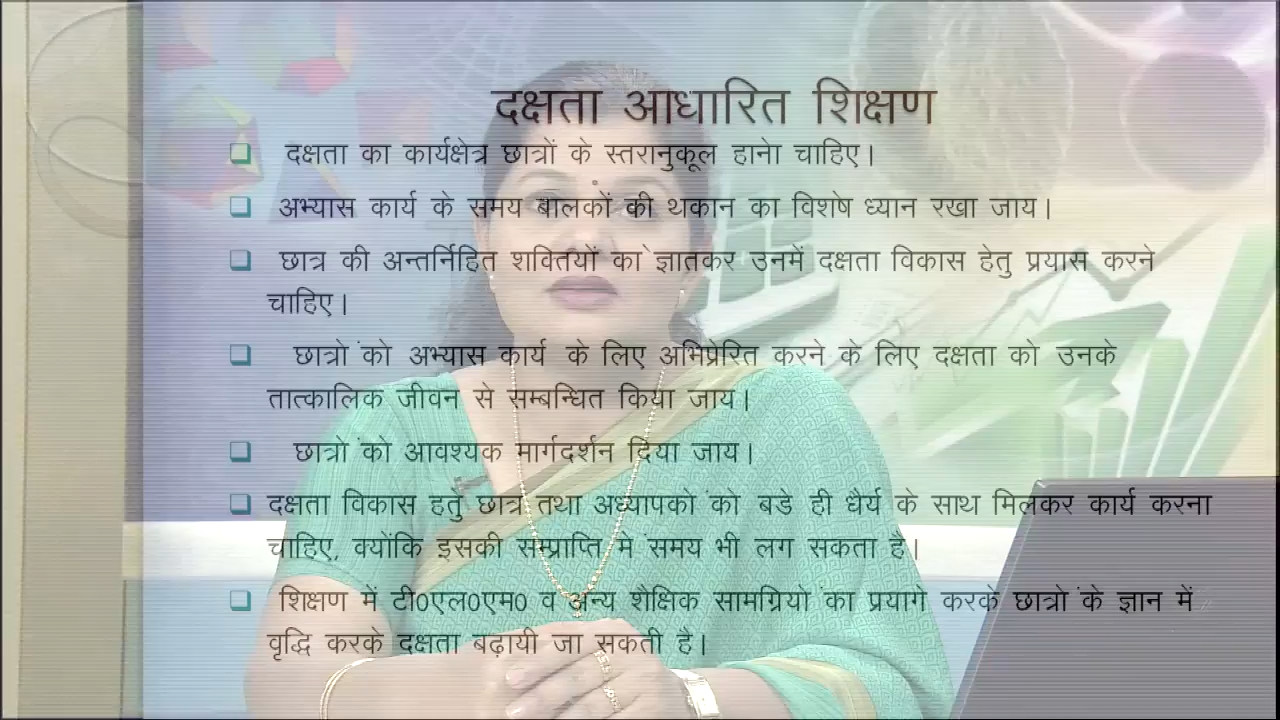 दक्षता आधारित शिक्षण
दक्षता का कार्यक्षेत्र छात्रों के स्तरानुकूल हानेा चाहिए।
अभ्यास कार्य के समय बालकों की थकान का विशेष ध्यान रखा जाय।
छात्र की अन्तर्निहित शक्तियों का ज्ञातकर उनमें दक्षता विकास हेतु प्रयास करने
चाहिए।
छात्रों को अभ्यास कार्य के लिए अभिप्रेरित करने के लिए दक्षता को उनके
तात्कालिक जीवन से सम्बन्धित किया जाय।
छात्रों को आवश्यक मार्गदर्शन दिया जाय।
दक्षता विकास हतेु छात्र तथा अध्यापकों को बडे ही धैर्य के साथ मिलकर कार्य करना
चाहिए, क्योंकि इसकी सम्प्राप्ति में समय भी लग सकता है।
शिक्षण में टी0एल0एम0 व अन्य शैक्षिक सामग्रियों का प्रयागे करके छात्रों के ज्ञान में
वृद्धि करके दक्षता बढ़ायी जा सकती है।